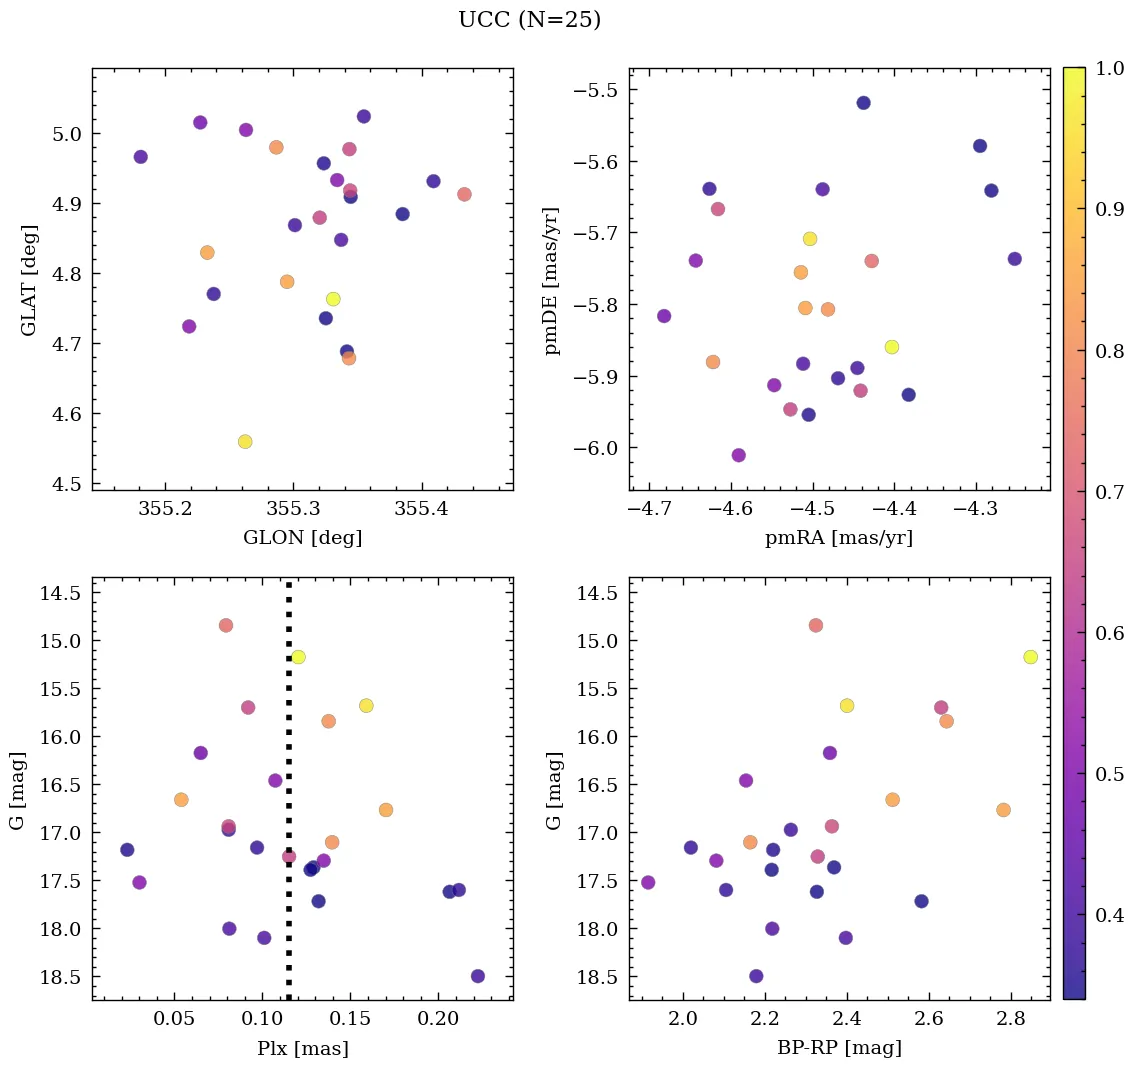 UCC (N=25)
5.0
4.9
4.8
4.7
4.6
4.5
GLAT [deg]
355.2 355.3 355.4
GLON [deg]
−5.5
−5.6
−5.7
−5.8
−5.9
−6.0
pmDE [mas/yr]
−4.7 −4.6 −4.5 −4.4 −4.3
pmRA [mas/yr]
14.5
15.0
15.5
16.0
16.5
17.0
17.5
18.0
18.5
G [mag]
0.05 0.10 0.15 0.20
Plx [mas]
14.5
15.0
15.5
16.0
16.5
17.0
17.5
18.0
18.5
G [mag]
2.0 2.2 2.4 2.6 2.8
BP-RP [mag]
1.0
0.9
0.8
0.7
0.6
0.5
0.4